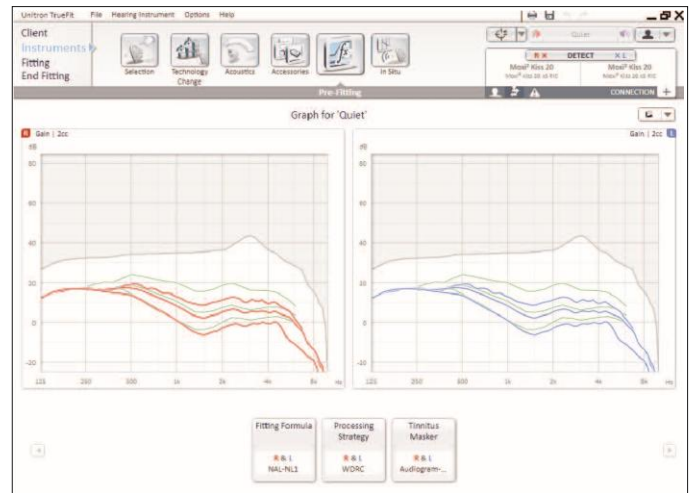 Unitron TrueFit File Hearing Instrument Options Help
Client
Instruments
Fitting
End Fitting
Selection
Technology
Change
Acoustics
Accessories
In Situ
Pre-Fitting
Quiet
R X DETECT X L
Moxi² Kiss 20
Moxi² Kiss 20
CONNECTION +
Graph for 'Quiet'
R Gain | 2cc
dB
80
60
40
20
0
-20
125 250 500 1k 2k 4k 8k Hz
Gain | 2cc L
dB
80
60
40
20
0
-20
125 250 500 1k 2k 4k 8k Hz
Fitting Formula
R & L
NAL-NL1
Processing
Strategy
R & L
WDRC
Tinnitus
Masker
R & L
Audiogram-...